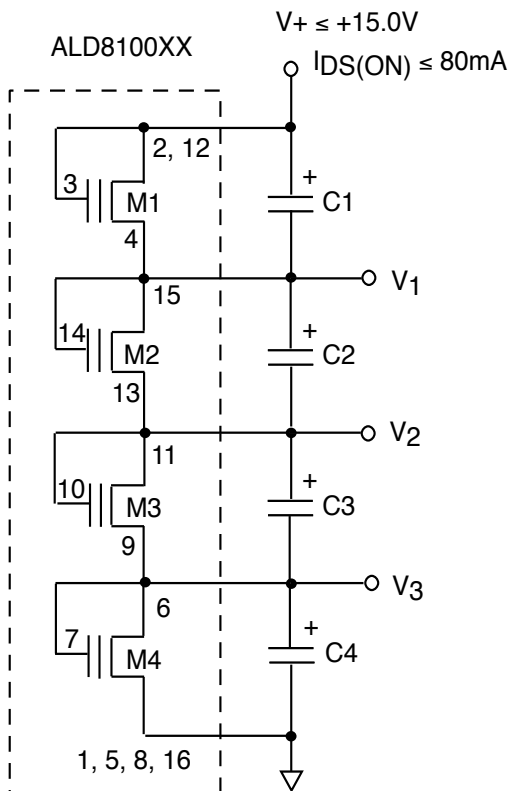 V+ ≤ +15.0V
ALD8100XX
IDS(ON) ≤ 80mA
2, 12
3
M1
+
C1
4
15
V1
14
M2
+
C2
13
11
V2
10
M3
+
C3
9
6
V3
7
M4
+
C4
1, 5, 8, 16